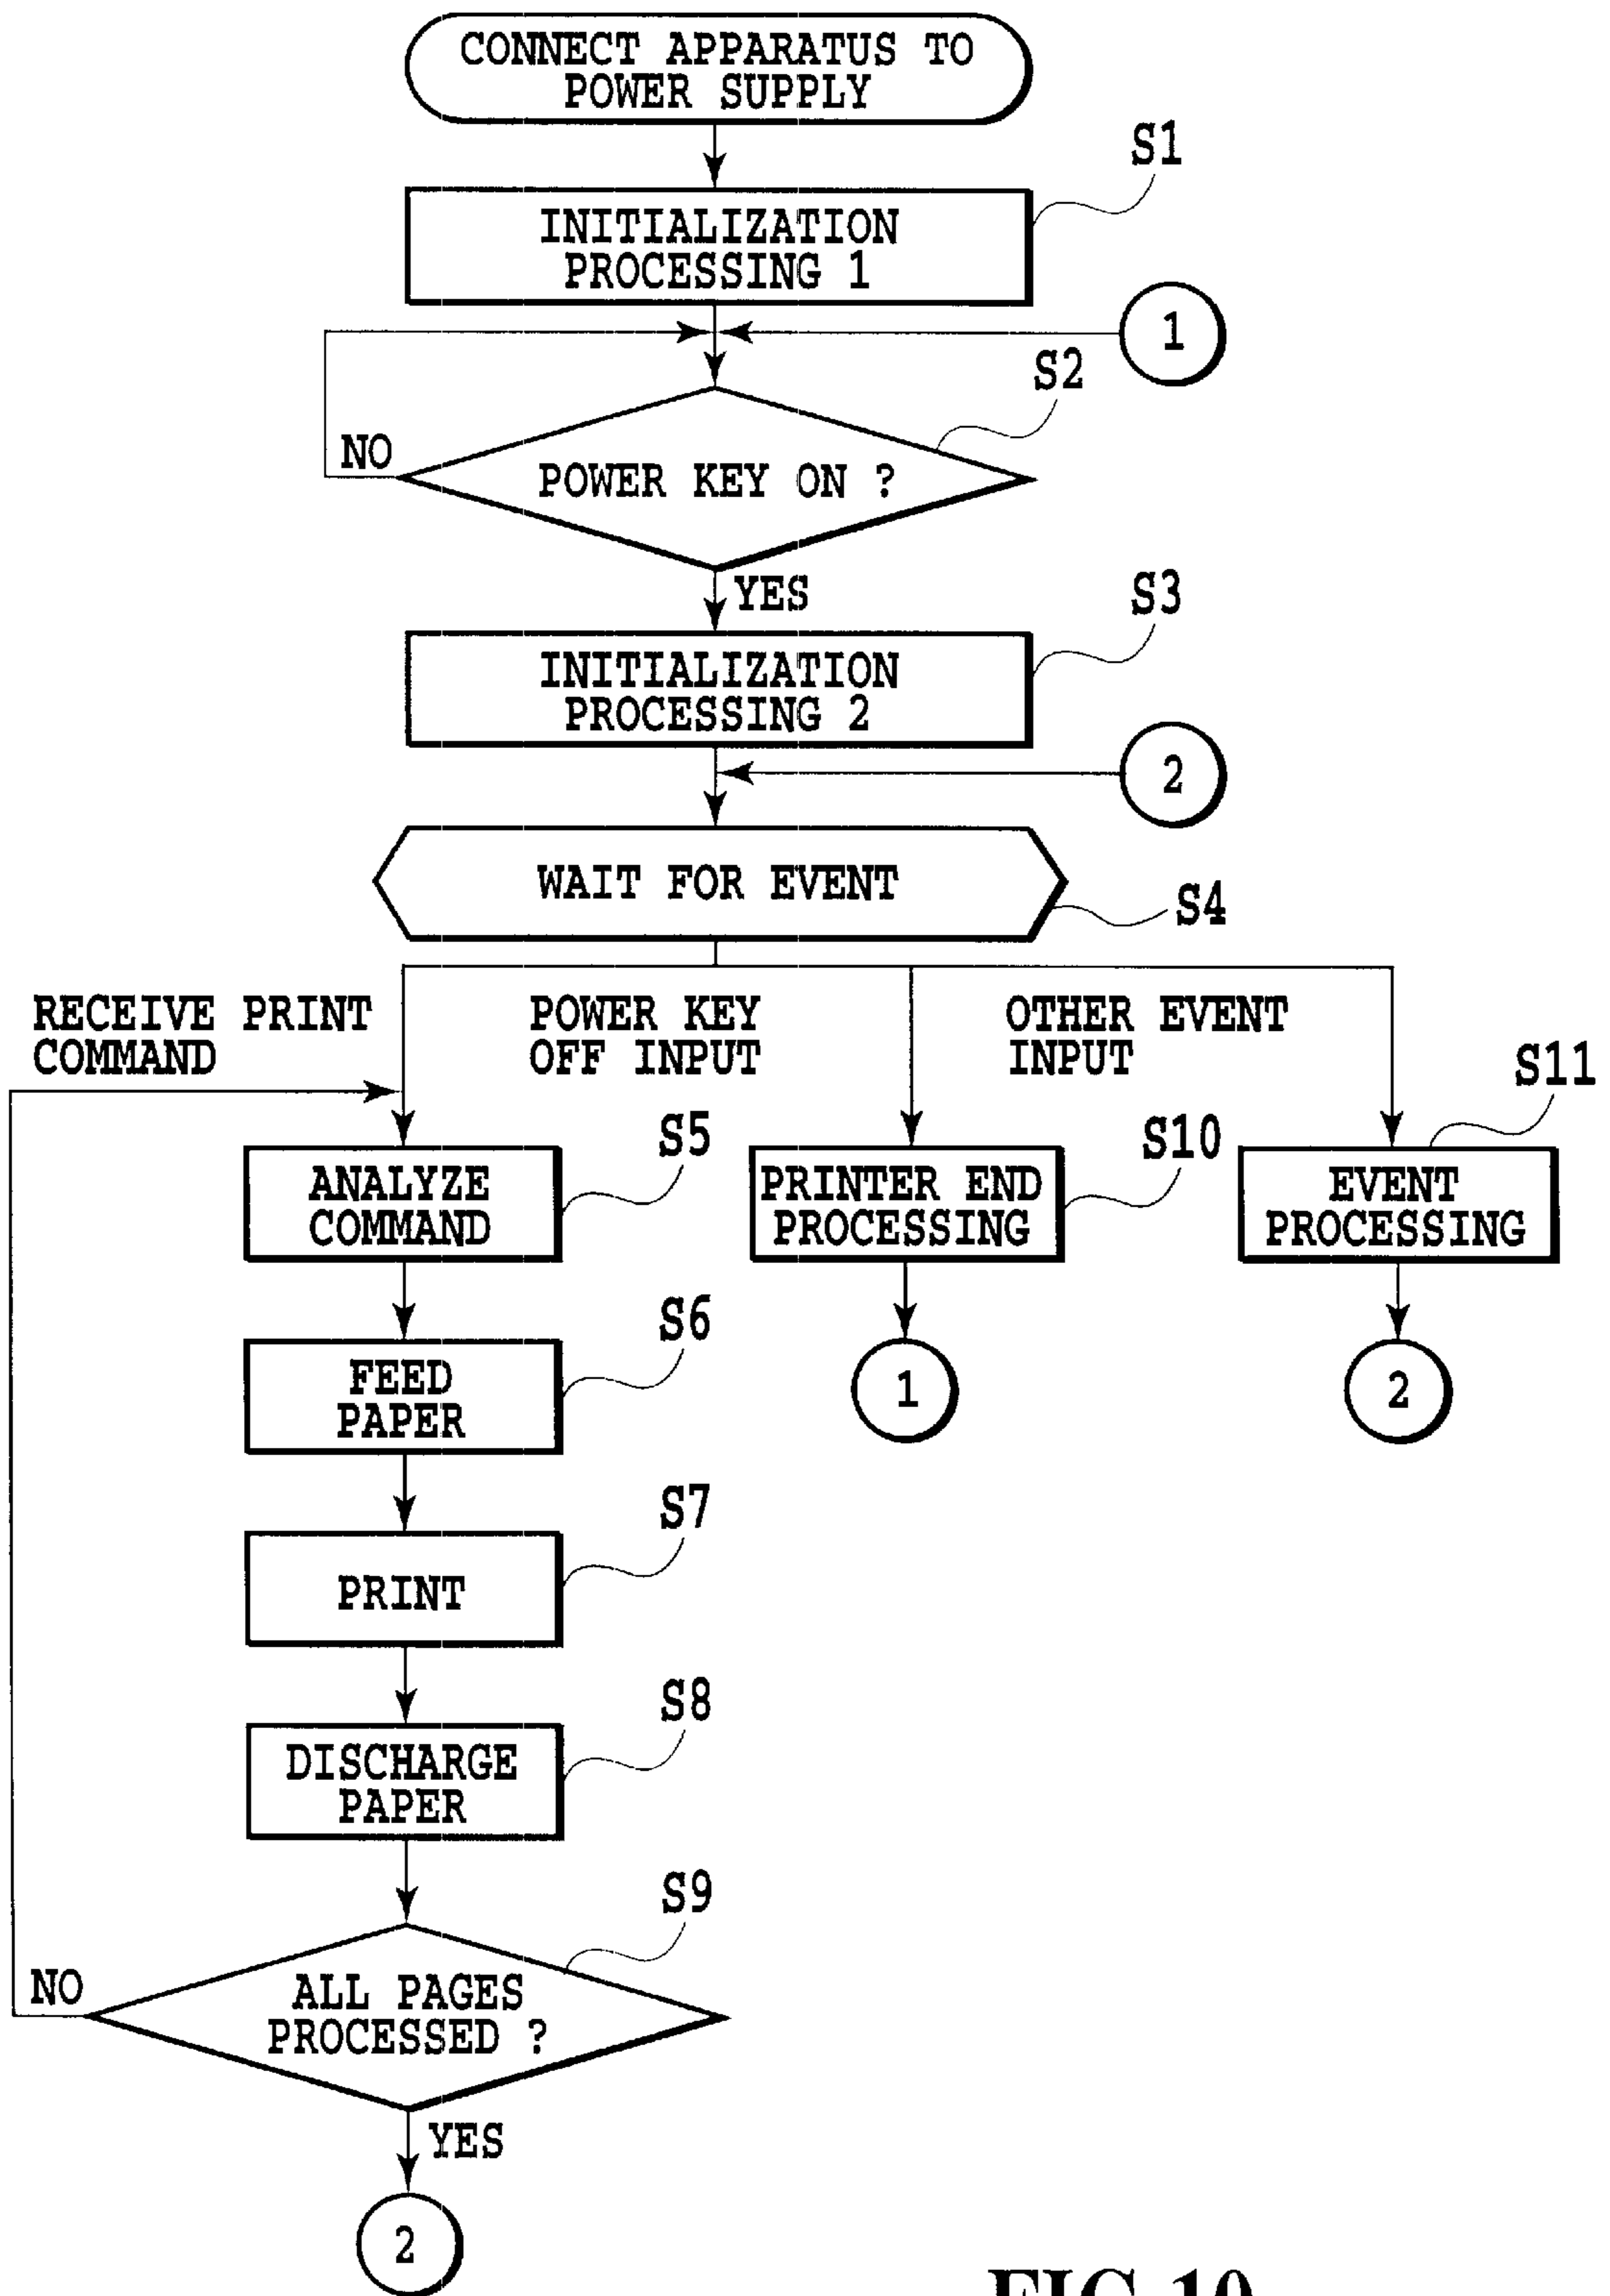 CONNECT APPARATUS TO
POWER SUPPLY
S1
INITIALIZATION
PROCESSING 1
1
S2
NO
POWER KEY ON ?
YES
S3
INITIALIZATION
PROCESSING 2
2
WAIT FOR EVENT
S4
RECEIVE PRINT
COMMAND
POWER KEY
OFF INPUT
OTHER EVENT
INPUT
S5
ANALYZE
COMMAND
S10
PRINTER END
PROCESSING
S11
EVENT
PROCESSING
S6
FEED
PAPER
1
2
S7
PRINT
S8
DISCHARGE
PAPER
S9
NO
ALL PAGES
PROCESSED ?
YES
2
FIG.10